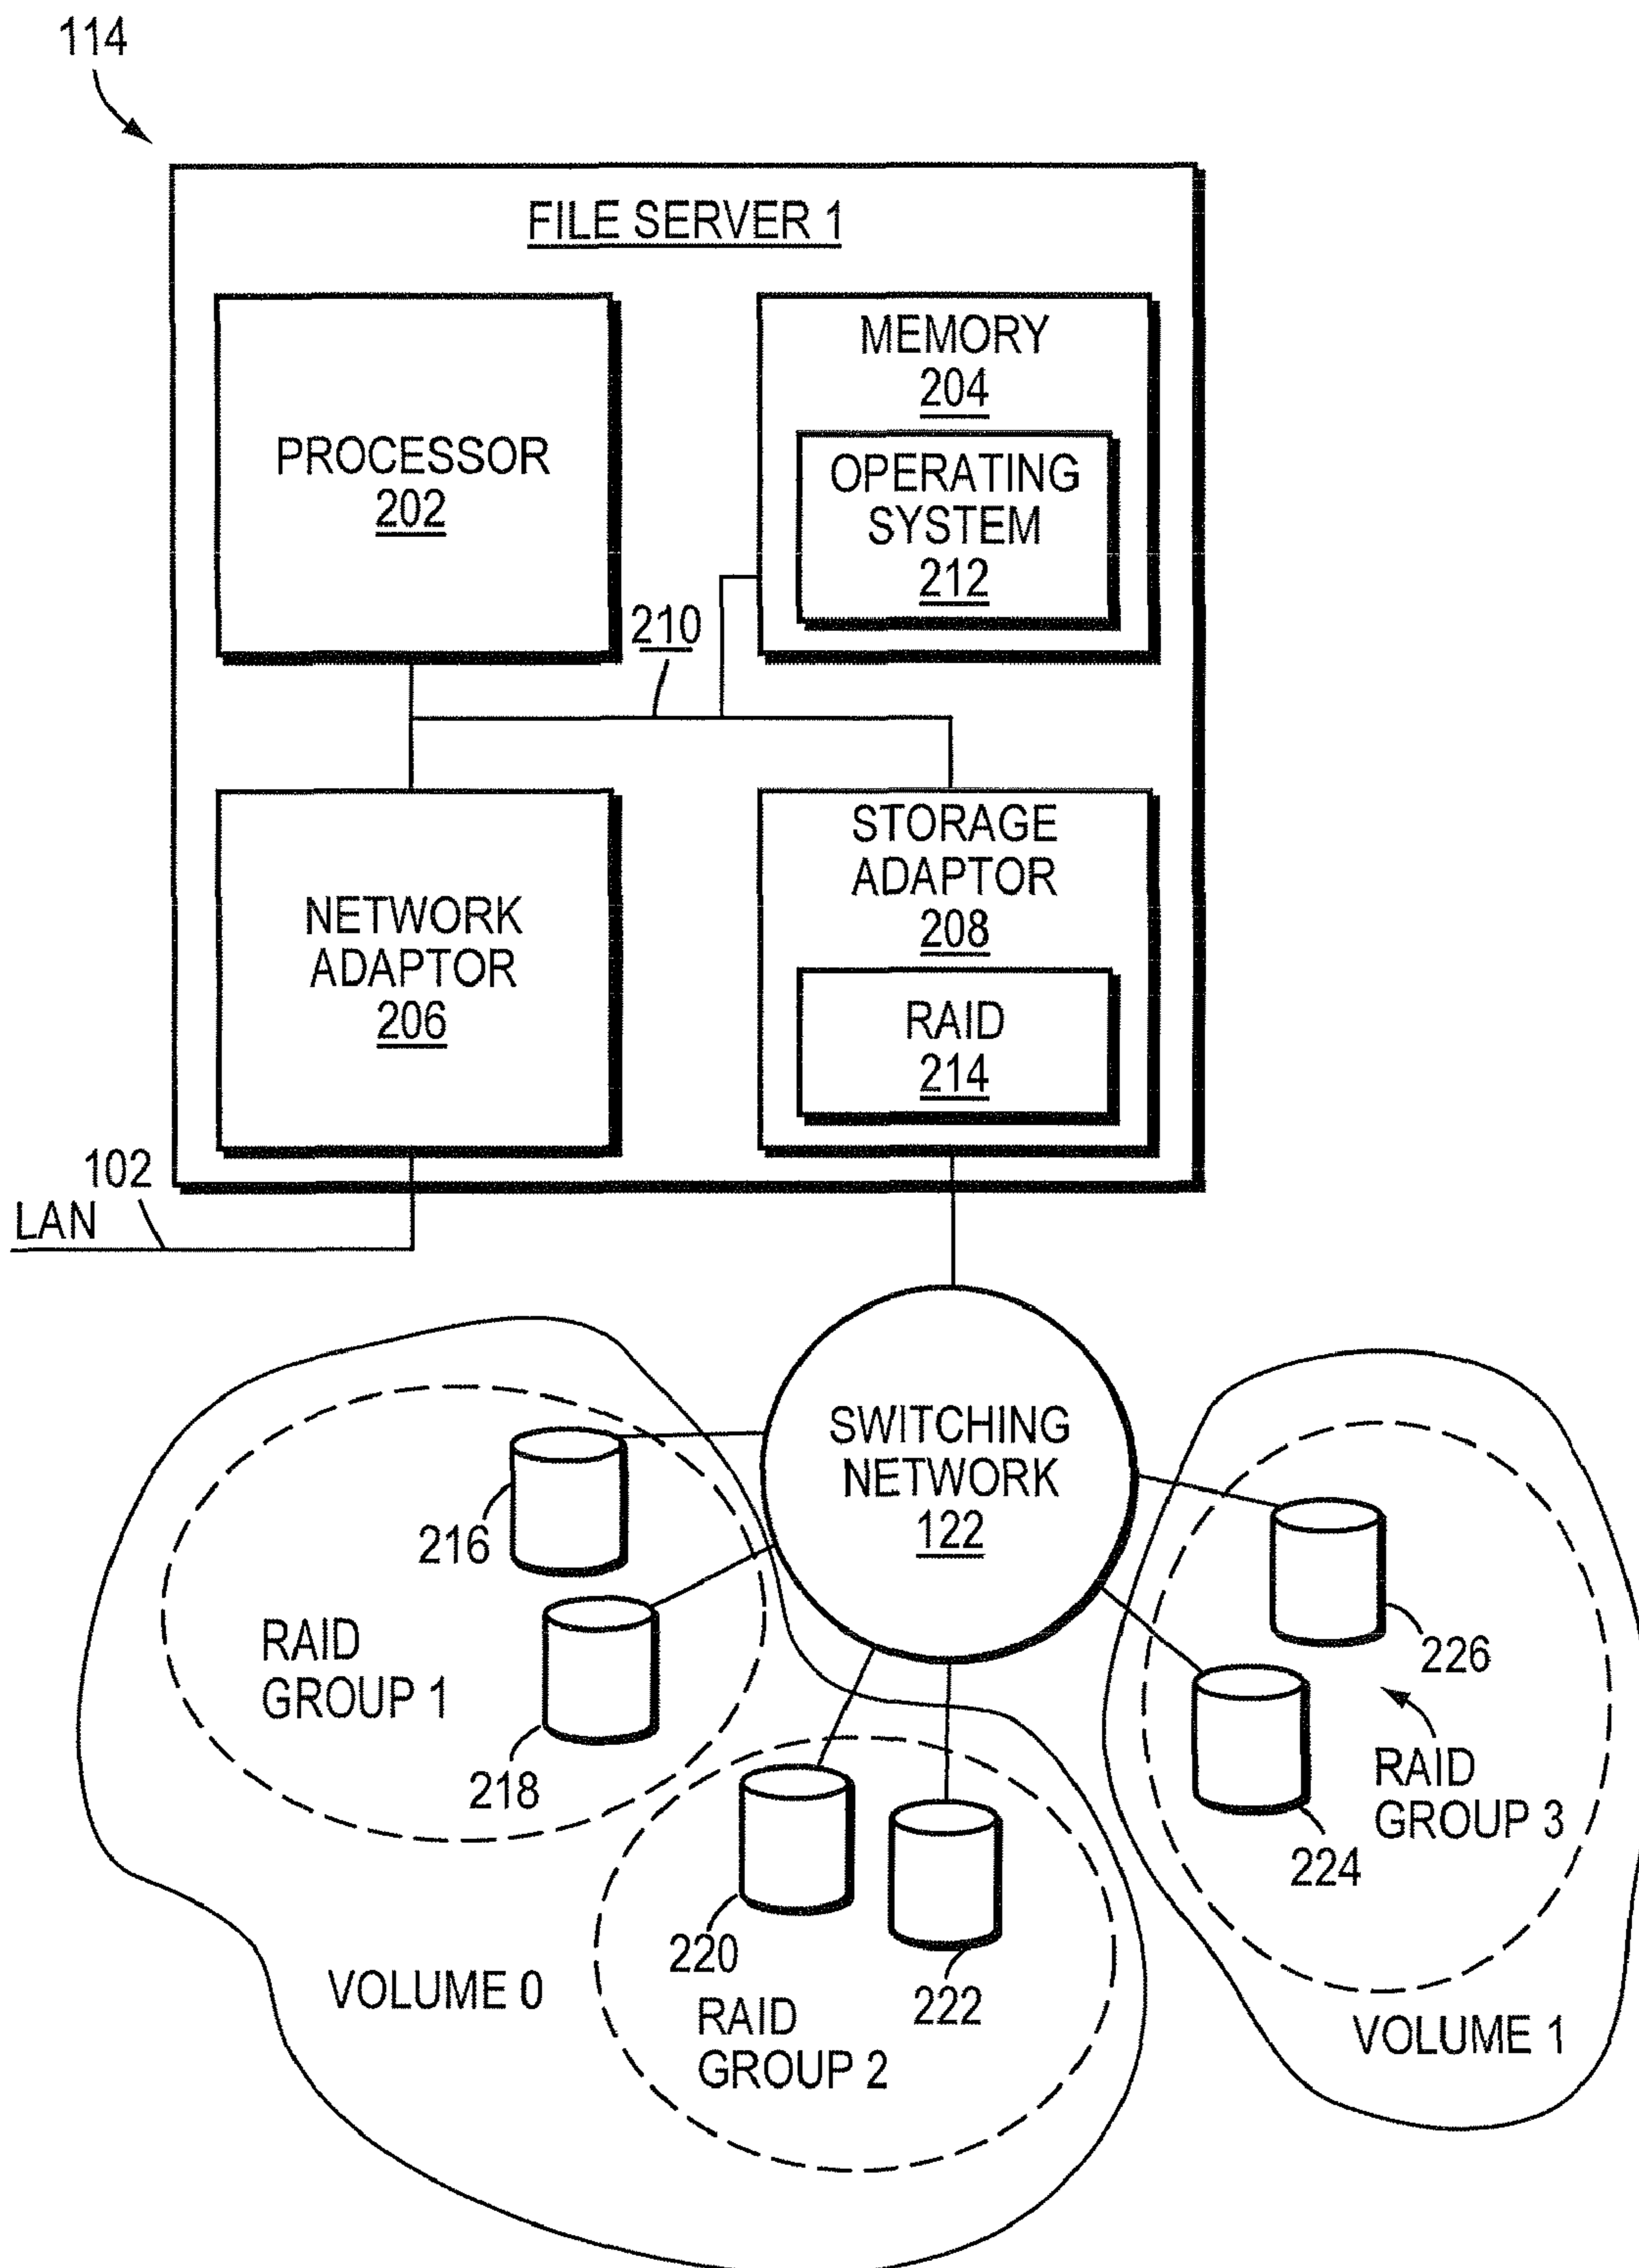 114
FILE SERVER 1
PROCESSOR
202
MEMORY
204
OPERATING
SYSTEM
212
210
NETWORK
ADAPTOR
206
STORAGE
ADAPTOR
208
RAID
214
102
LAN
SWITCHING
NETWORK
122
216
RAID
GROUP 1
218
226
RAID
GROUP 3
224
220
222
RAID
GROUP 2
VOLUME 0
VOLUME 1